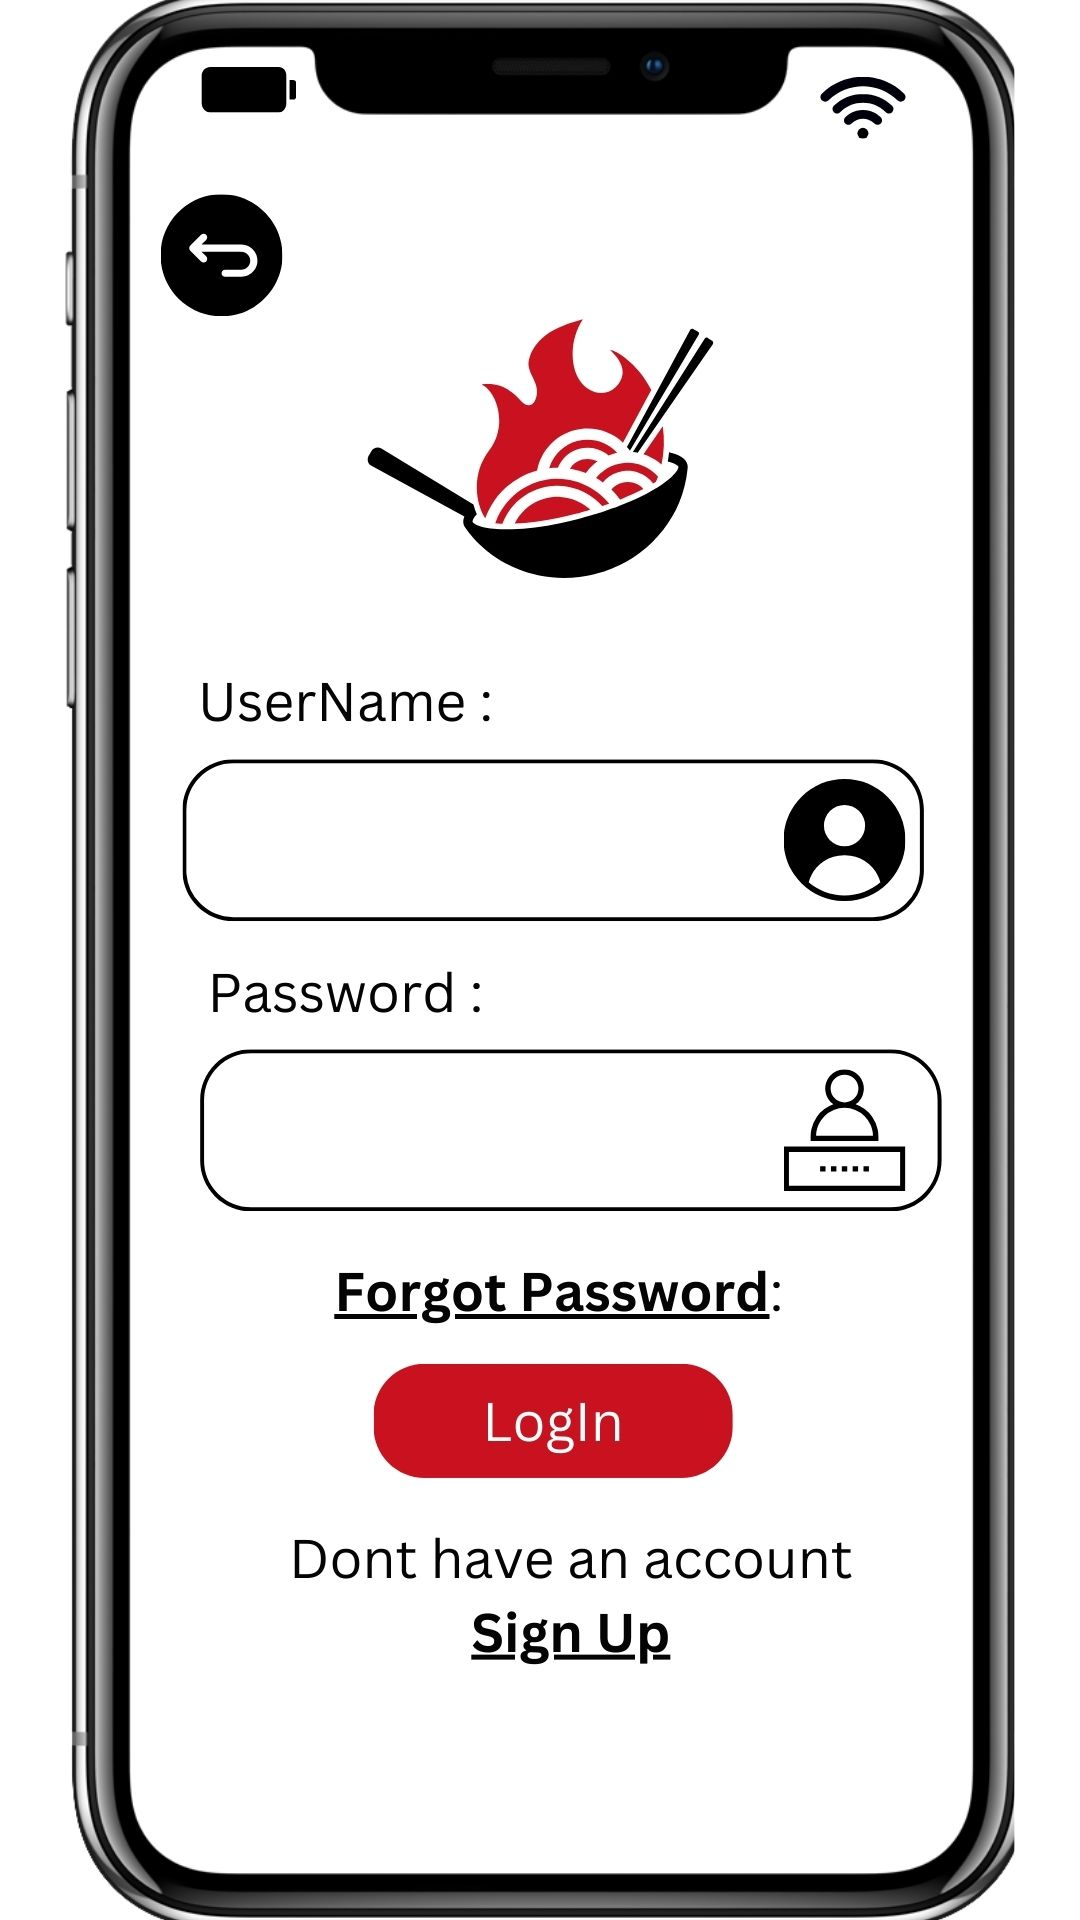 UserName :
Password :
Forgot Password:
LogIn
Dont have an account
Sign Up